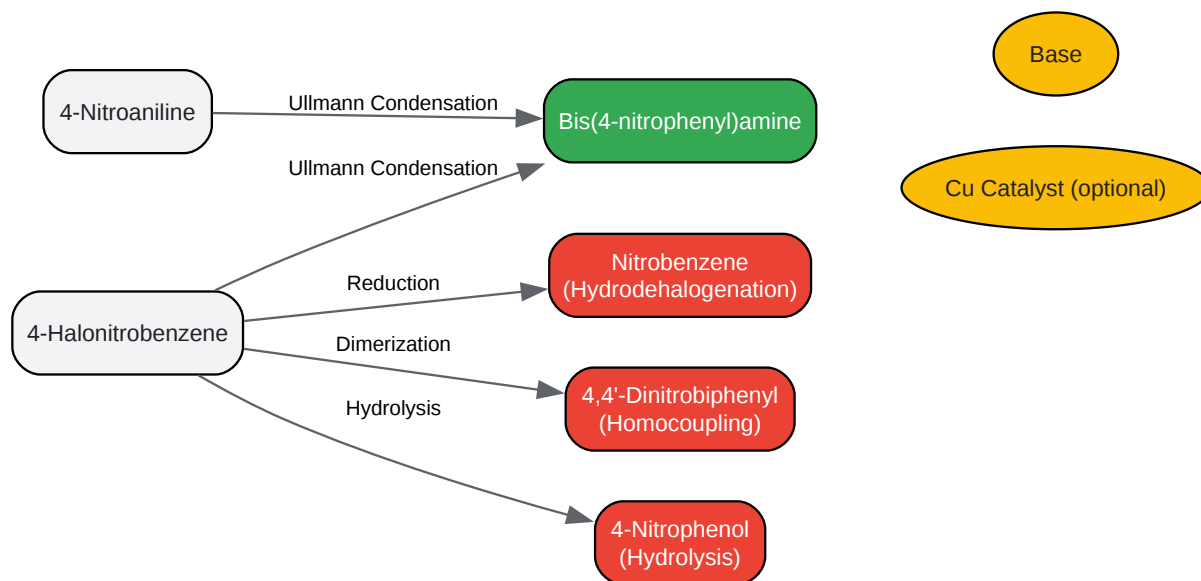 Base
4-Nitroaniline
Ullmann Condensation
Bis(4-nitrophenyl)amine
Ullmann Condensation
Cu Catalyst (optional)
4-Halonitrobenzene
Reduction
Nitrobenzene
(Hydrodehalogenation)
Dimerization
4,4'-Dinitrobiphenyl
(Homocoupling)
Hydrolysis
4-Nitrophenol
(Hydrolysis)